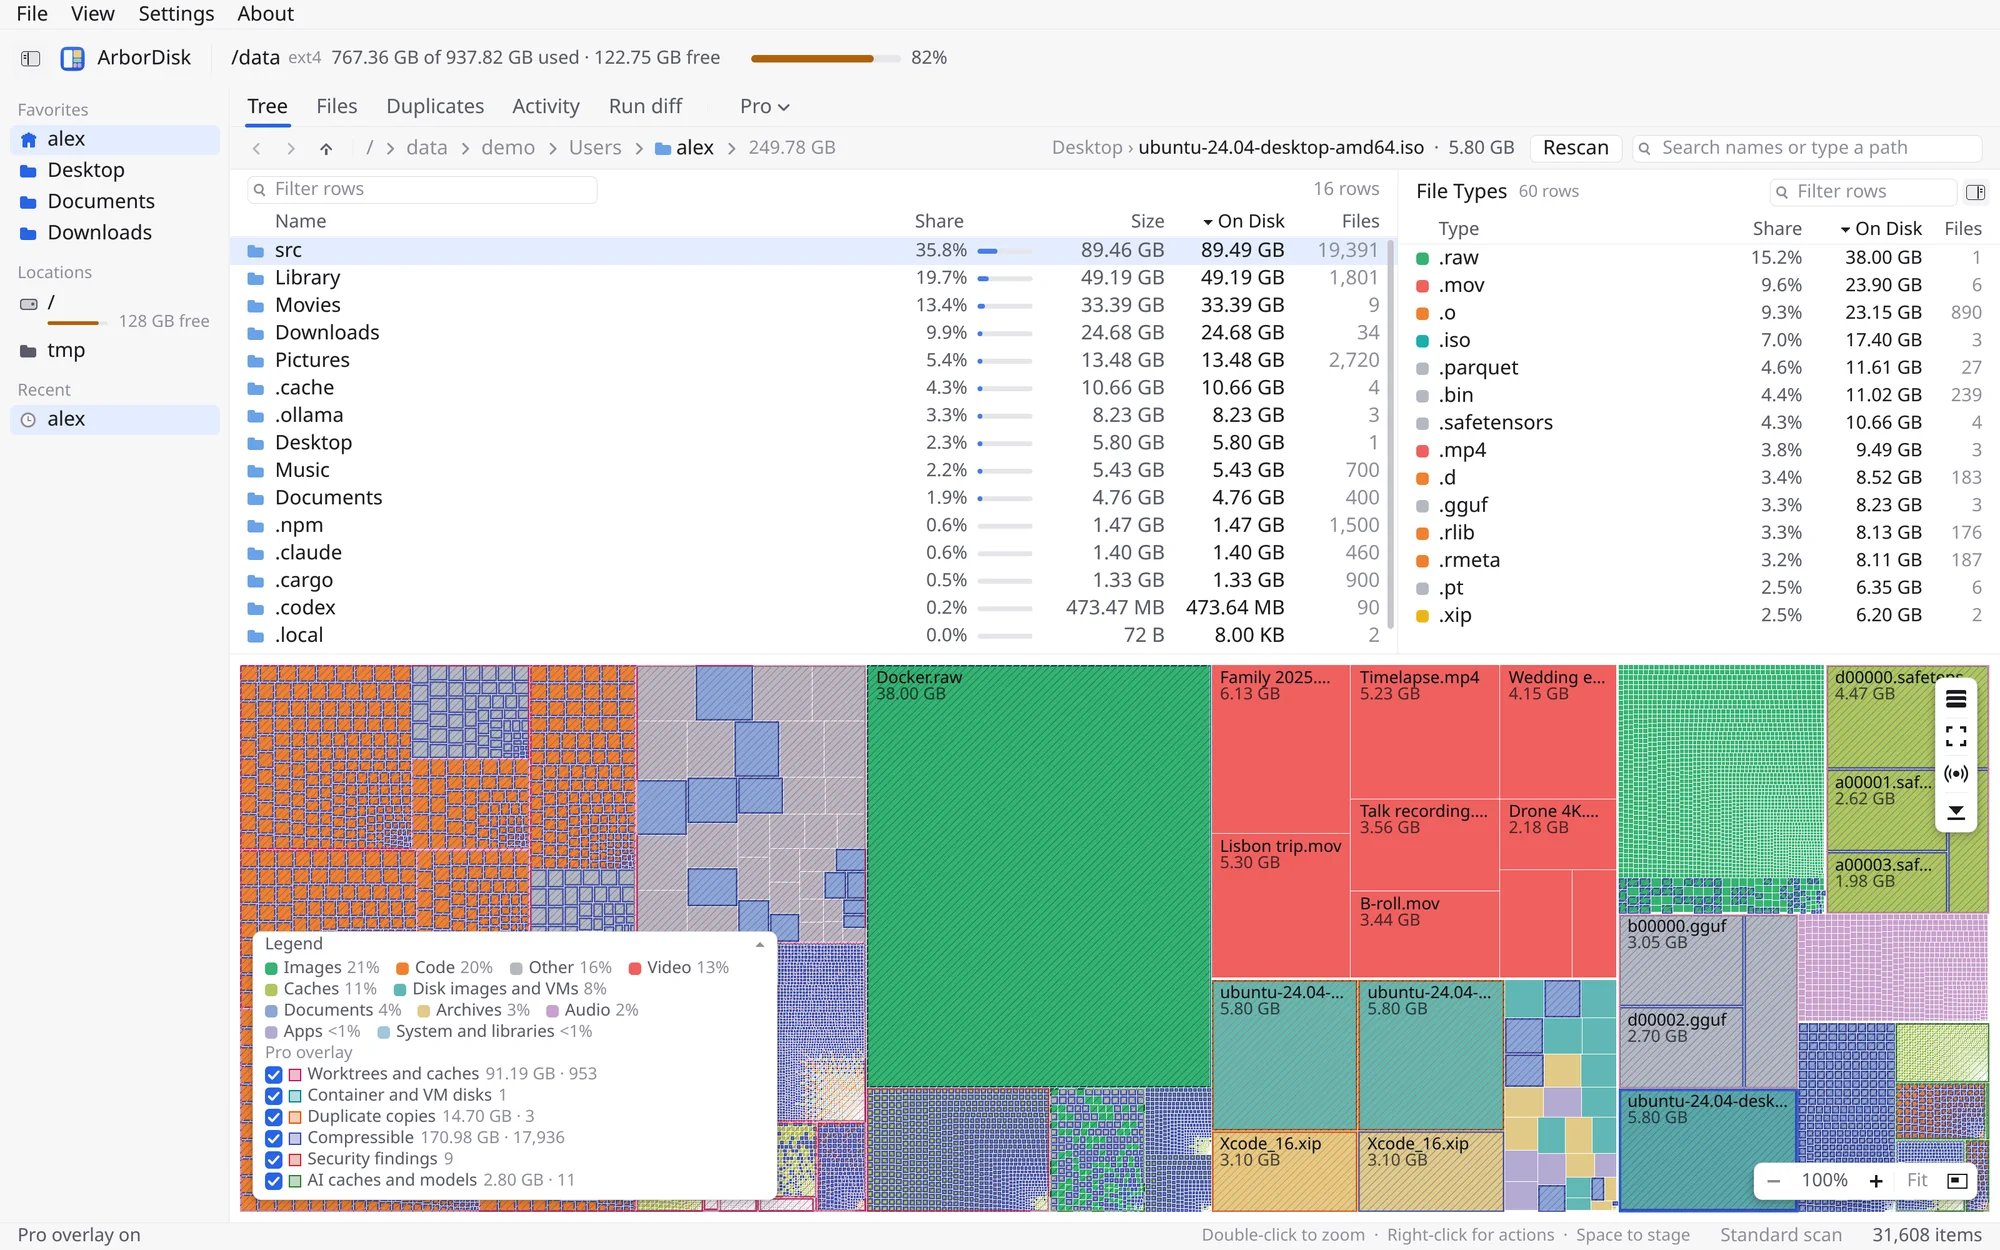 File View Settings About
ArborDisk /data ext4 767.36 GB of 937.82 GB used · 122.75 GB free 82%
Favorites
alex
Desktop
Documents
Downloads
Locations
/
128 GB free
tmp
Recent
alex
Tree Files Duplicates Activity Run diff Pro
/ data demo Users alex 249.78 GB
Desktop › ubuntu-24.04-desktop-amd64.iso · 5.80 GB Rescan Search names or type a path
Filter rows 16 rows
Name Share Size On Disk Files
src 35.8% 89.46 GB 89.49 GB 19,391
Library 19.7% 49.19 GB 49.19 GB 1,801
Movies 13.4% 33.39 GB 33.39 GB 9
Downloads 9.9% 24.68 GB 24.68 GB 34
Pictures 5.4% 13.48 GB 13.48 GB 2,720
.cache 4.3% 10.66 GB 10.66 GB 4
.ollama 3.3% 8.23 GB 8.23 GB 3
Desktop 2.3% 5.80 GB 5.80 GB 1
Music 2.2% 5.43 GB 5.43 GB 700
Documents 1.9% 4.76 GB 4.76 GB 400
.npm 0.6% 1.47 GB 1.47 GB 1,500
.claude 0.6% 1.40 GB 1.40 GB 460
.cargo 0.5% 1.33 GB 1.33 GB 900
.codex 0.2% 473.47 MB 473.64 MB 90
.local 0.0% 72 B 8.00 KB 2
File Types 60 rows Filter rows
Type Share On Disk Files
.raw 15.2% 38.00 GB 1
.mov 9.6% 23.90 GB 6
.o 9.3% 23.15 GB 890
.iso 7.0% 17.40 GB 3
.parquet 4.6% 11.61 GB 27
.bin 4.4% 11.02 GB 239
.safetensors 4.3% 10.66 GB 4
.mp4 3.8% 9.49 GB 3
.d 3.4% 8.52 GB 183
.gguf 3.3% 8.23 GB 3
.rlib 3.3% 8.13 GB 176
.rmeta 3.2% 8.11 GB 187
.pt 2.5% 6.35 GB 6
.xip 2.5% 6.20 GB 2
Docker.raw
38.00 GB
Family 2025....
6.13 GB
Timelapse.mp4
5.23 GB
Wedding e...
4.15 GB
Lisbon trip.mov
5.30 GB
Talk recording....
3.56 GB
Drone 4K....
2.18 GB
B-roll.mov
3.44 GB
ubuntu-24.04-...
5.80 GB
ubuntu-24.04-...
5.80 GB
Xcode_16.xip
3.10 GB
Xcode_16.xip
3.10 GB
d00000.safetens
4.47 GB
a00001.saf...
2.62 GB
a00003.saf...
1.98 GB
b00000.gguf
3.05 GB
d00002.gguf
2.70 GB
ubuntu-24.04-desk...
5.80 GB
Legend
Images 21% Code 20% Other 16% Video 13%
Caches 11% Disk images and VMs 8%
Documents 4% Archives 3% Audio 2%
Apps <1% System and libraries <1%
Pro overlay
Worktrees and caches 91.19 GB · 953
Container and VM disks 1
Duplicate copies 14.70 GB · 3
Compressible 170.98 GB · 17,936
Security findings 9
AI caches and models 2.80 GB · 11
− 100% + Fit
Pro overlay on
Double-click to zoom · Right-click for actions · Space to stage Standard scan 31,608 items